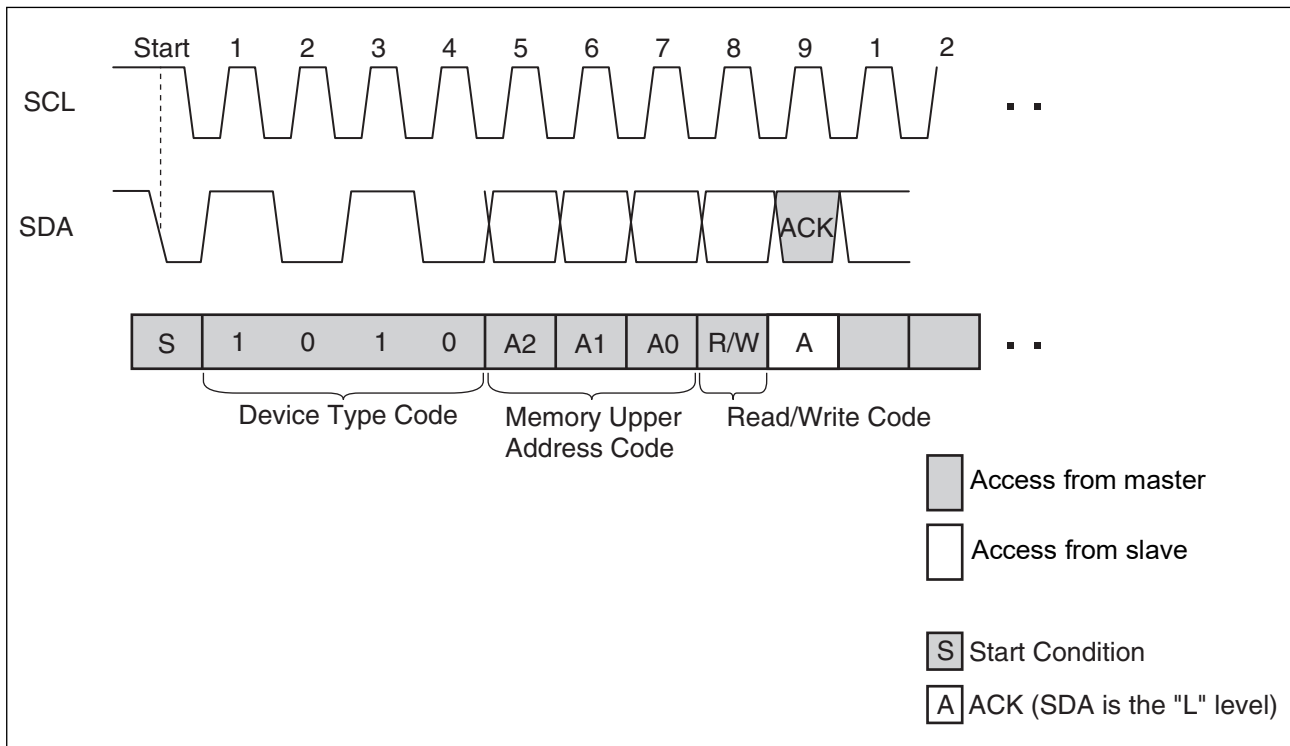 Start 1 2 3 4 5 6 7 8 9 1 2
SCL
SDA
ACK
S 1 0 1 0 A2 A1 A0 R/W A
Device Type Code
Memory Upper
Address Code
Read/Write Code
Access from master
Access from slave
S Start Condition
A ACK (SDA is the "L" level)